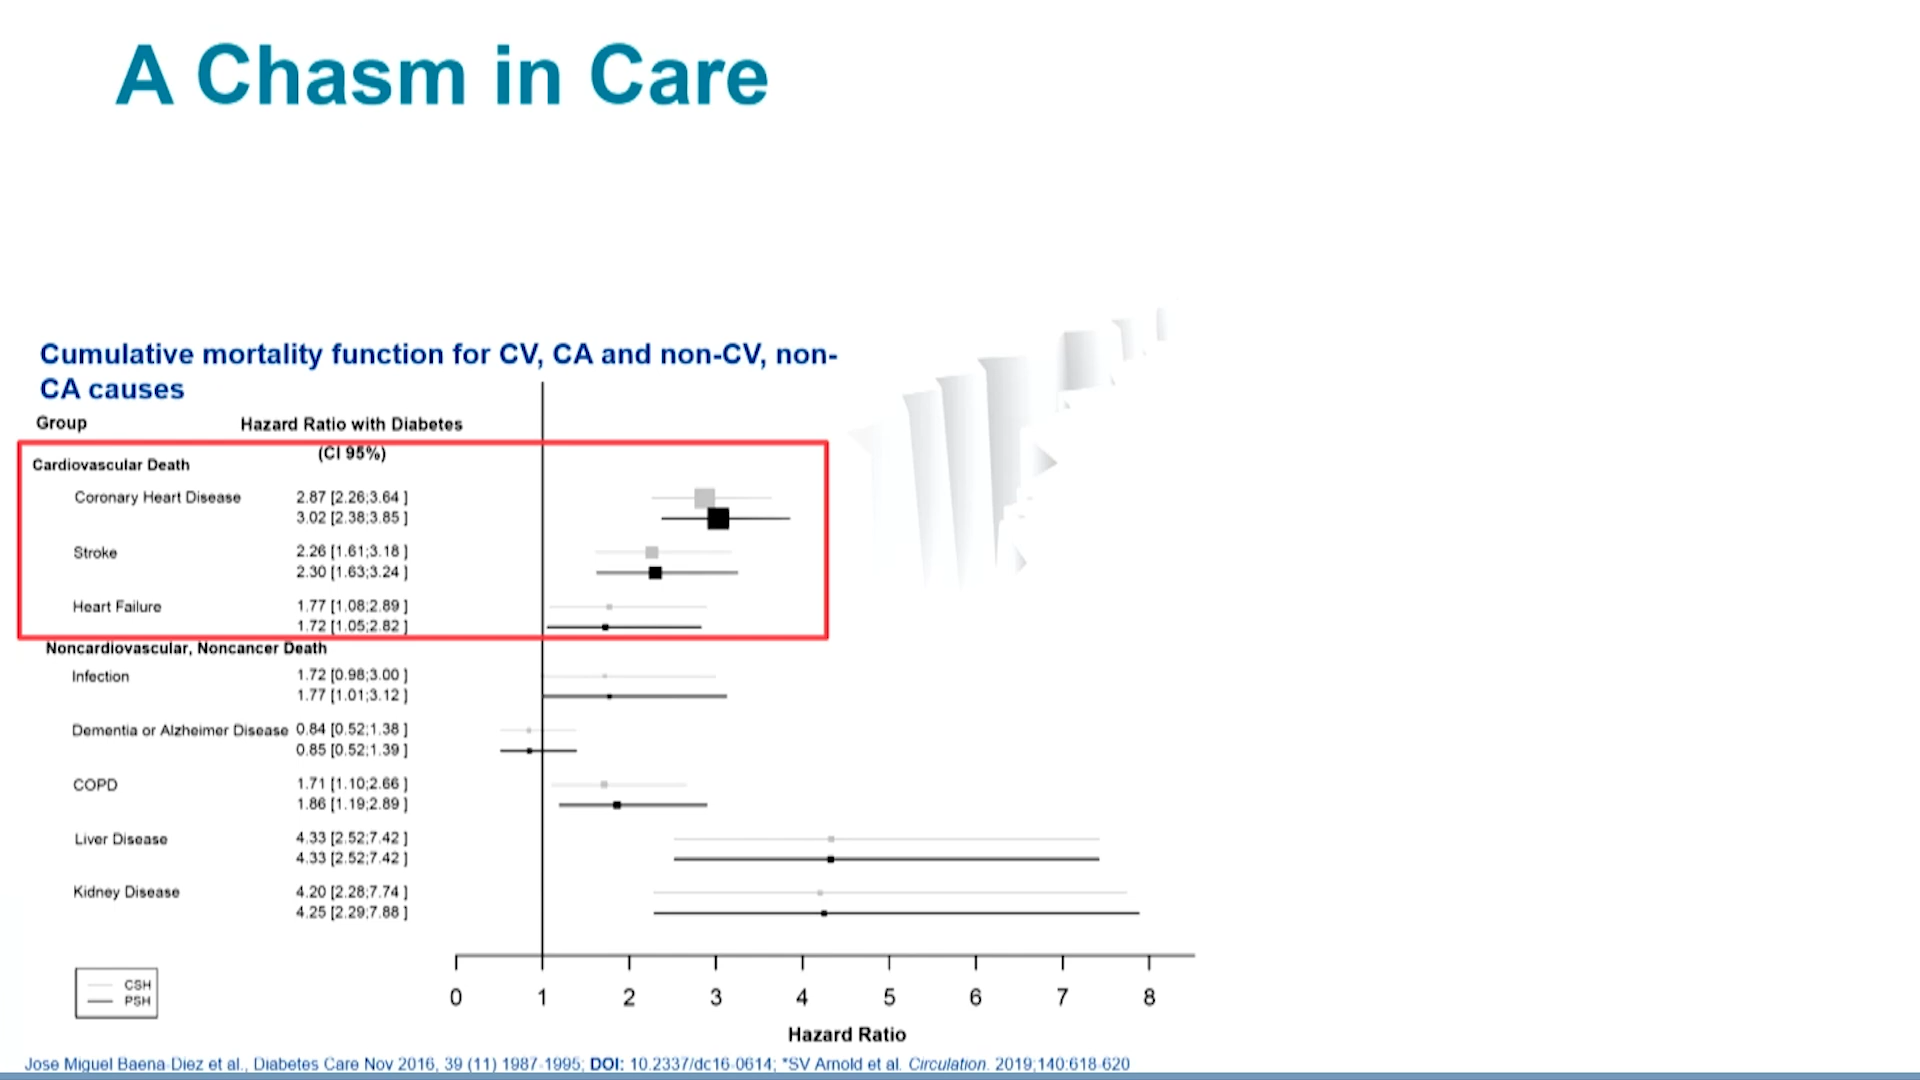 A Chasm in Care
Cumulative mortality function for CV, CA and non-CV, non-
CA causes
Group Hazard Ratio with Diabetes
(CI 95%)
Cardiovascular Death
Coronary Heart Disease 2.87 [2.26;3.64 ]
3.02 [2.38;3.85 ]
Stroke 2.26 [1.61;3.18 ]
2.30 [1.63;3.24 ]
Heart Failure 1.77 [1.08;2.89 ]
1.72 [1.05;2.82 ]
Noncardiovascular, Noncancer Death
Infection 1.72 [0.98;3.00 ]
1.77 [1.01;3.12 ]
Dementia or Alzheimer Disease 0.84 [0.52;1.38 ]
0.85 [0.52;1.39 ]
COPD 1.71 [1.10;2.66 ]
1.86 [1.19;2.89 ]
Liver Disease 4.33 [2.52;7.42 ]
4.33 [2.52;7.42 ]
Kidney Disease 4.20 [2.28;7.74 ]
4.25 [2.29;7.88 ]
CSH
PSH
0 1 2 3 4 5 6 7 8
Hazard Ratio
Jose Miguel Baena-Diez et al., Diabetes Care Nov 2016, 39 (11) 1987-1995; DOI: 10.2337/dc16-0614; *SV Arnold et al. Circulation. 2019;140:618-620